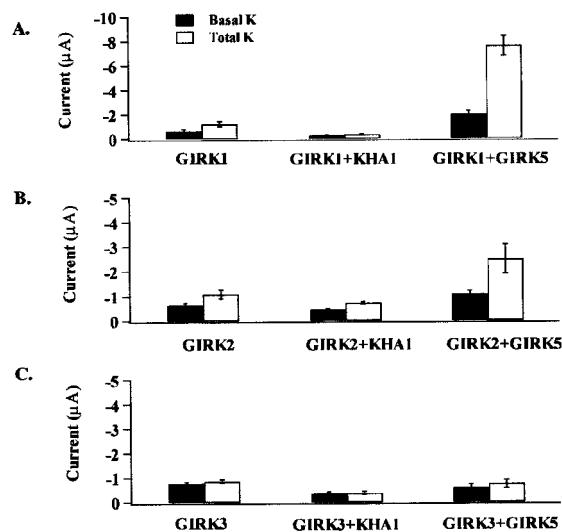 A.
Basal K
Total K
Current (µA)
-10
-8
-6
-4
-2
0
GIRK1
GIRK1+KHA1
GIRK1+GIRK5
B.
Current (µA)
-5
-4
-3
-2
-1
0
GIRK2
GIRK2+KHA1
GIRK2+GIRK5
C.
Current (µA)
-5
-4
-3
-2
-1
0
GIRK3
GIRK3+KHA1
GIRK3+GIRK5